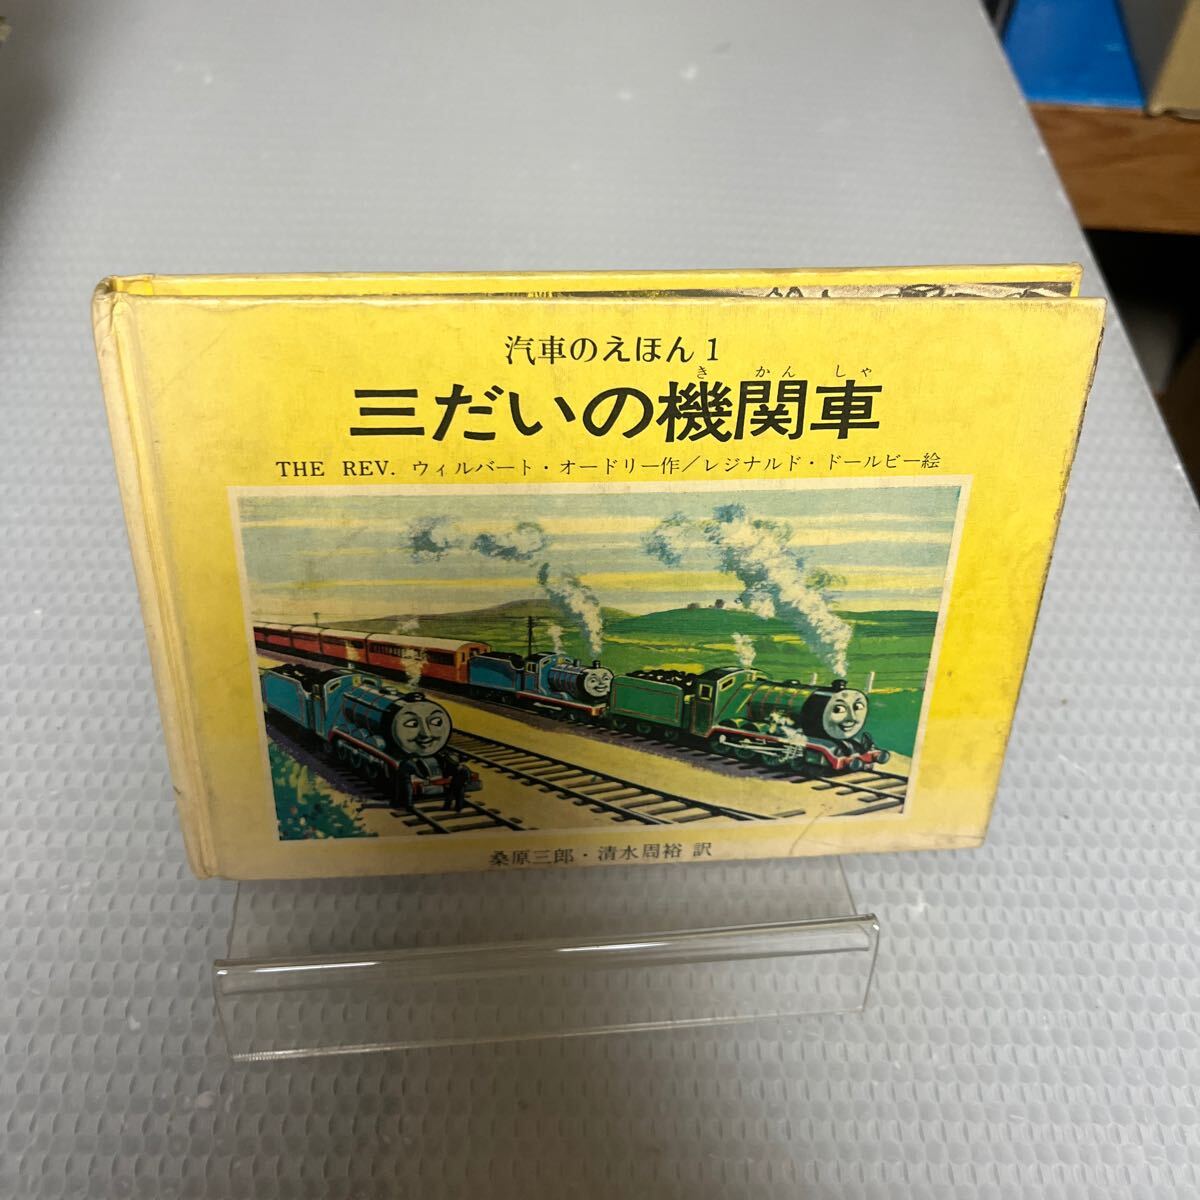 汽車のえほん1
き かん しゃ
三だいの機関車
THE REV. ウィルバート・オードリー作/レジナルド・ドールビー絵
桑原三郎・清水周裕 訳